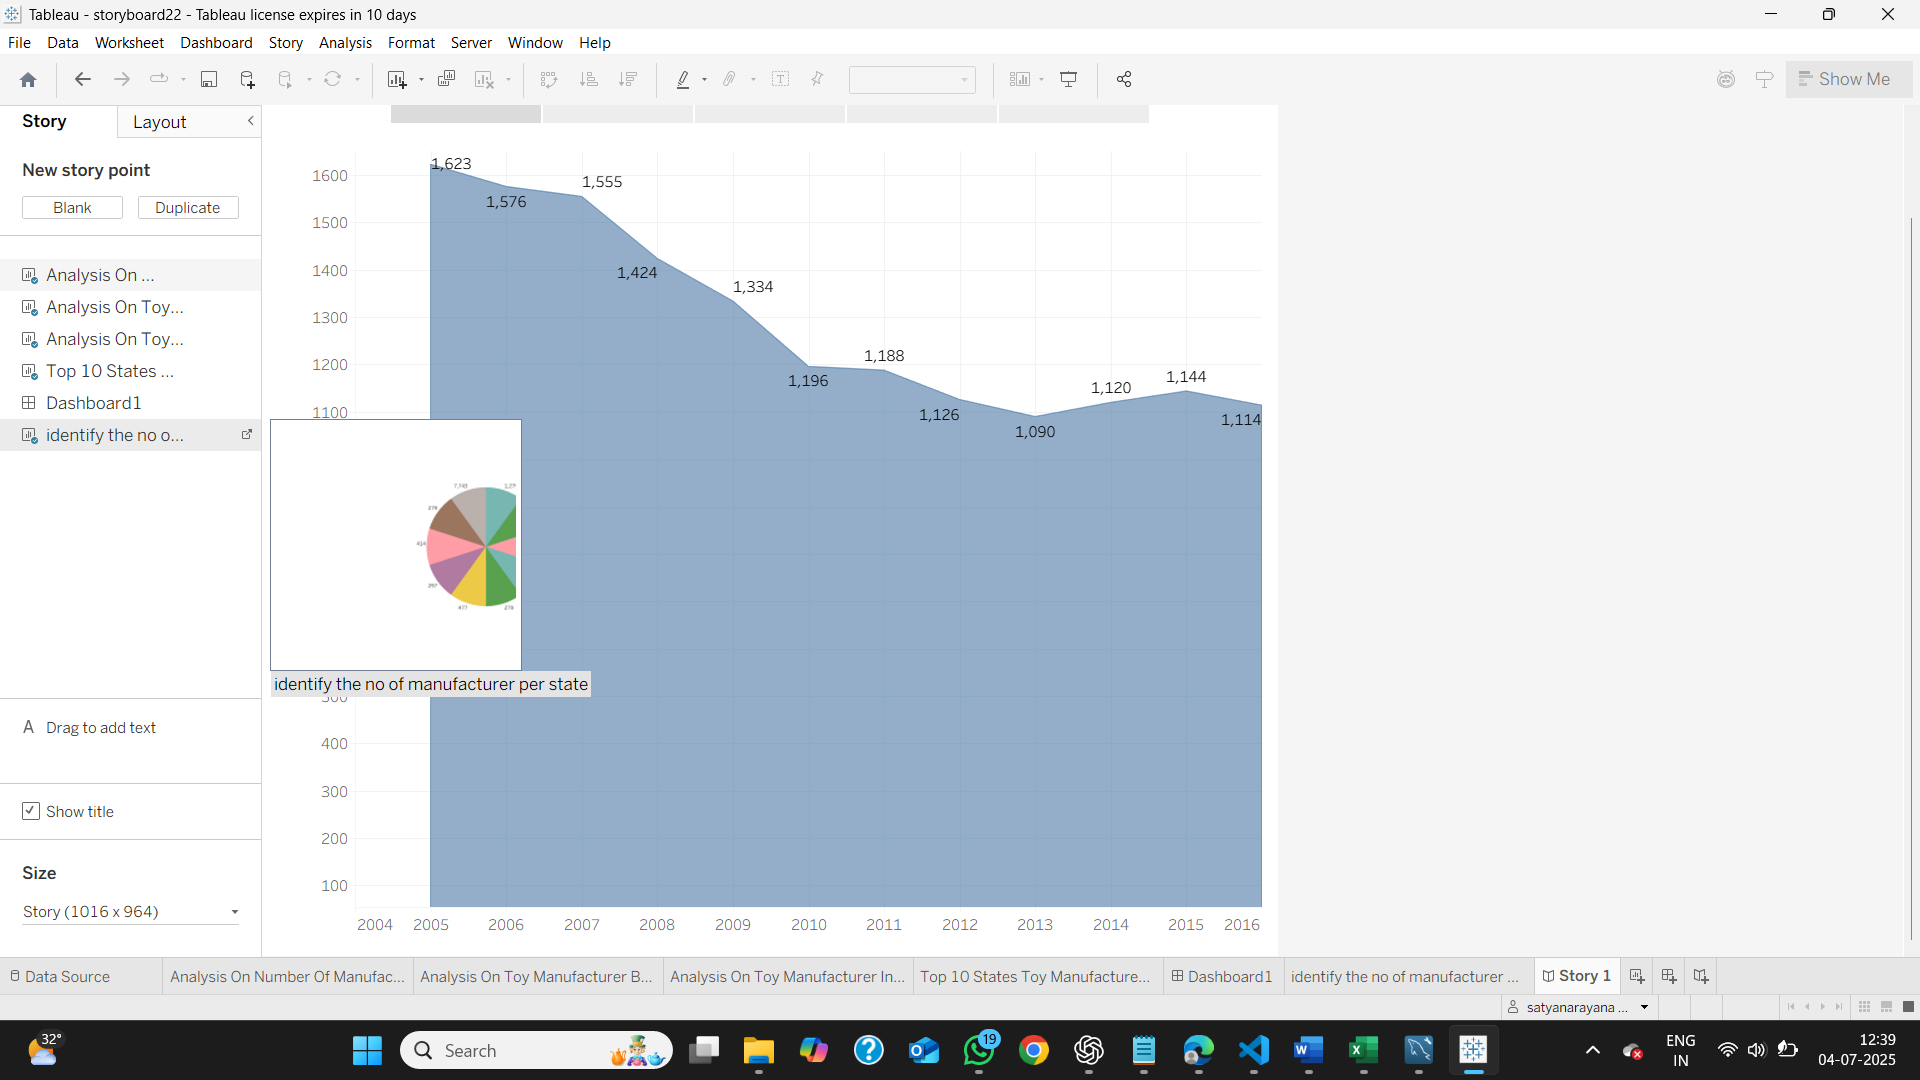 Tableau - storyboard22 - Tableau license expires in 10 days
File Data Worksheet Dashboard Story Analysis Format Server Window Help
Show Me
Story Layout
New story point
Blank Duplicate
Analysis On ...
Analysis On Toy...
Analysis On Toy...
Top 10 States ...
Dashboard1
identify the no o...
A Drag to add text
Show title
Size
Story (1016 x 964)
1600
1500
1400
1300
1200
1100
500
400
300
200
100
1,623
1,576
1,555
1,424
1,334
1,196
1,188
1,126
1,090
1,120
1,144
1,114
477
identify the no of manufacturer per state
2004 2005 2006 2007 2008 2009 2010 2011 2012 2013 2014 2015 2016
Data Source Analysis On Number Of Manufac... Analysis On Toy Manufacturer B... Analysis On Toy Manufacturer In... Top 10 States Toy Manufacture... Dashboard1 identify the no of manufacturer ... Story 1
satyanarayana ...
32°
Search
19
ENG
IN
12:39
04-07-2025